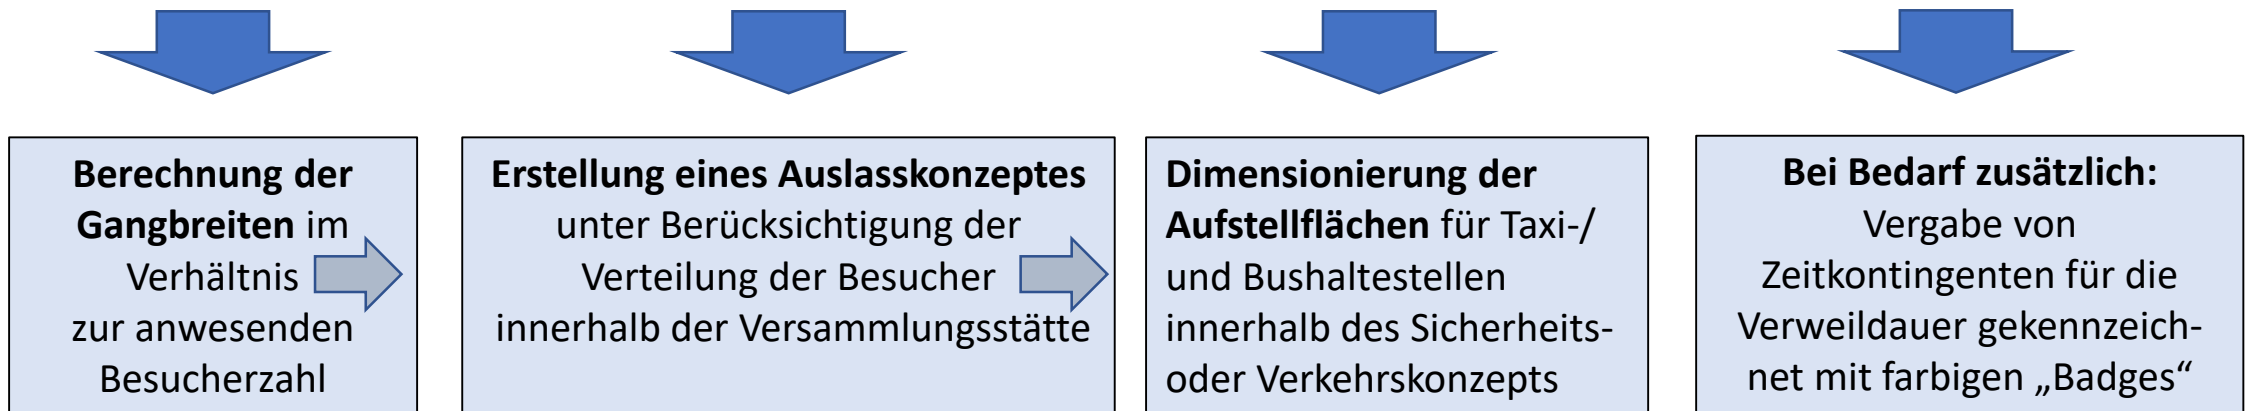 Berechnung der
Gangbreiten im
Verhältnis
zur anwesenden
Besucherzahl
Erstellung eines Auslasskonzeptes
unter Berücksichtigung der
Verteilung der Besucher
innerhalb der Versammlungsstätte
Dimensionierung der
Aufstellflächen für Taxi-/
und Bushaltestellen
innerhalb des Sicherheits-
oder Verkehrskonzepts
Bei Bedarf zusätzlich:
Vergabe von
Zeitkontingenten für die
Verweildauer gekennzeich-
net mit farbigen „Badges“